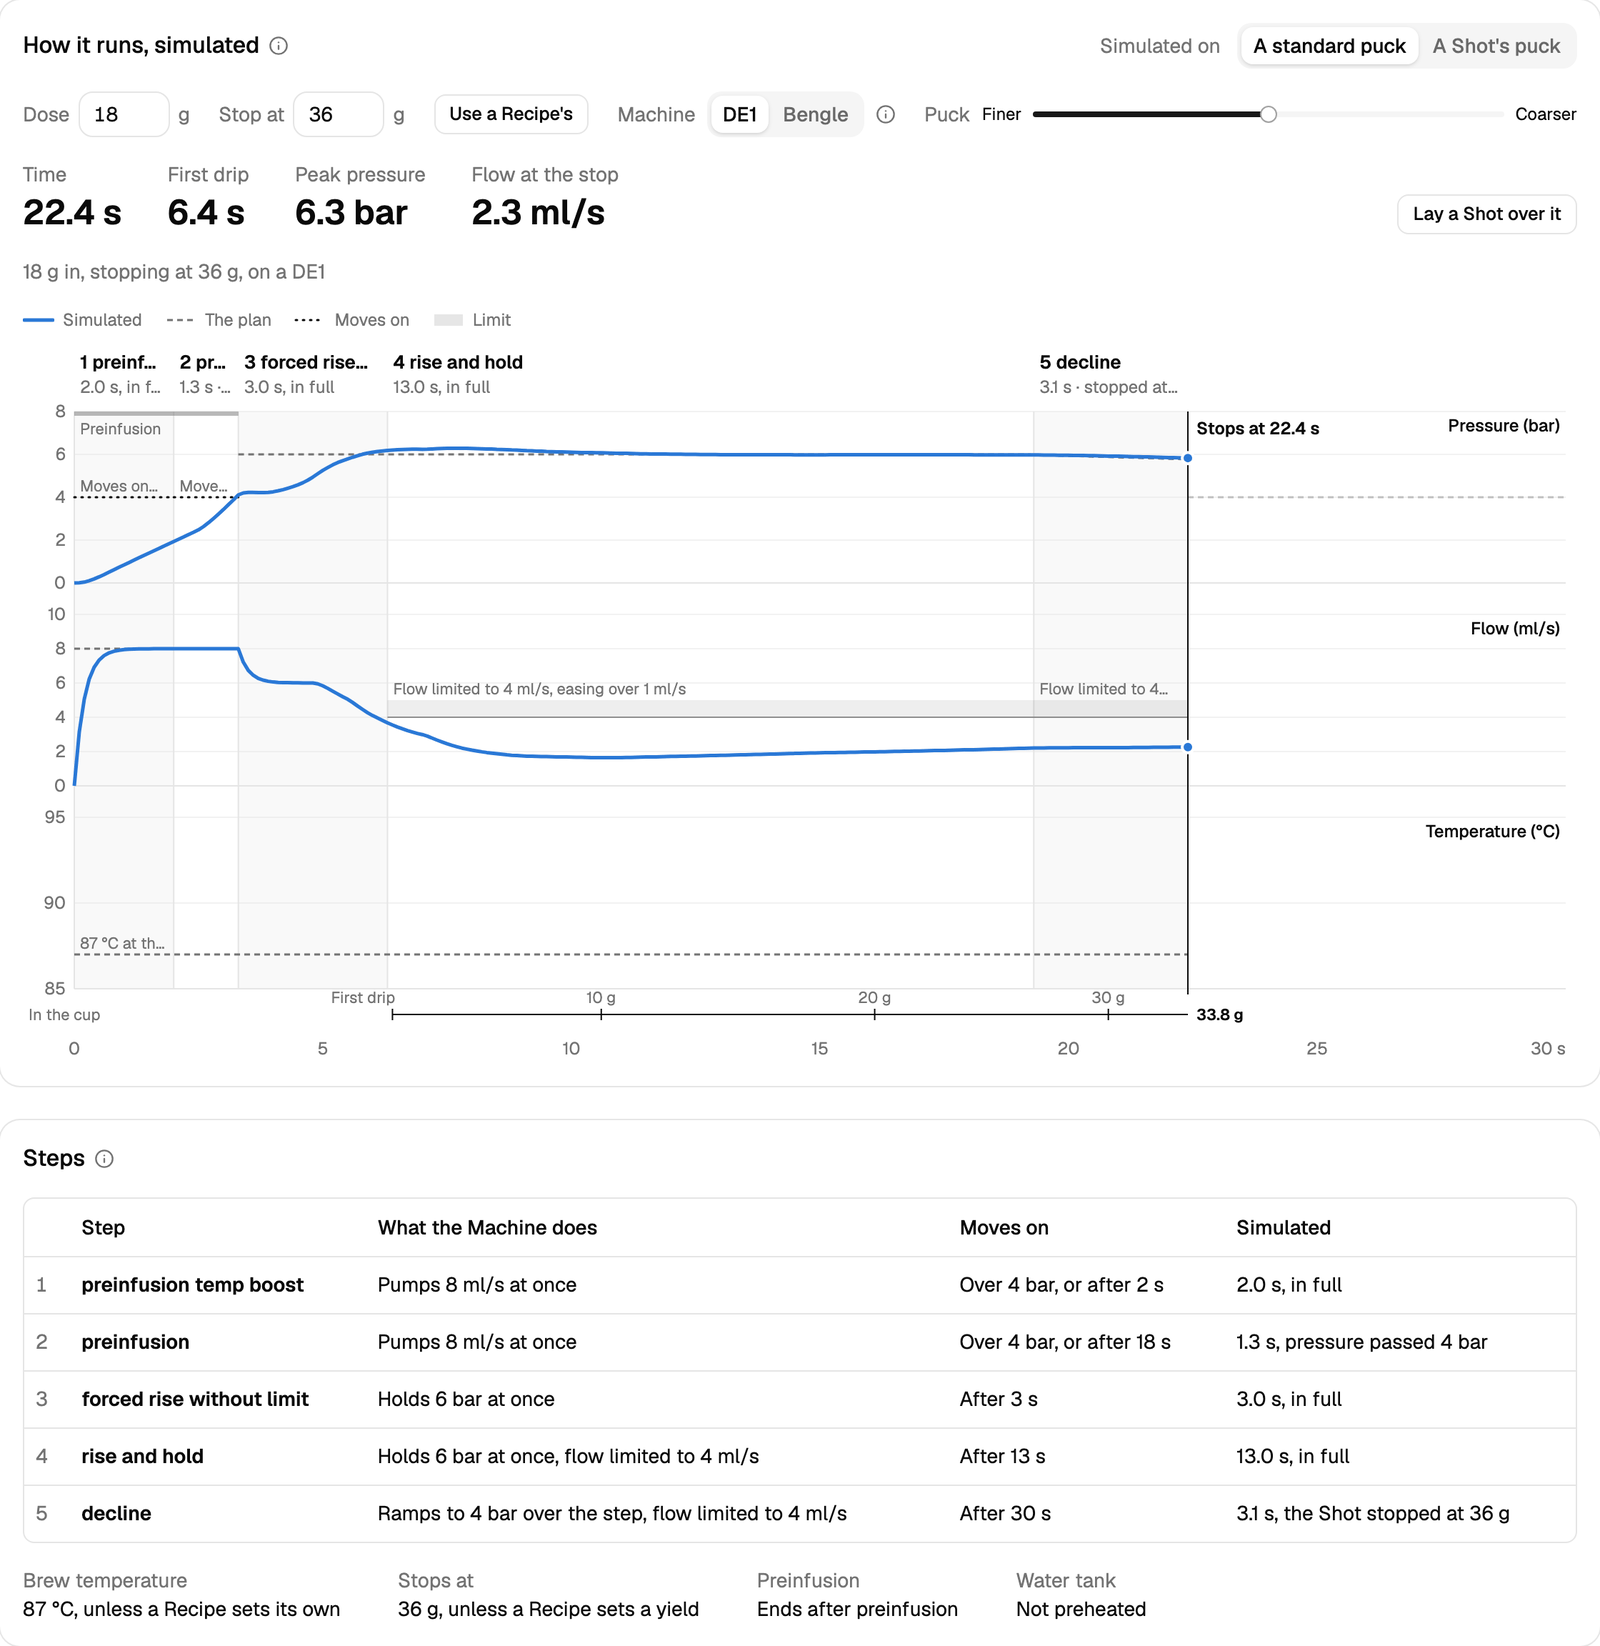 How it runs, simulated
Simulated on A standard puck A Shot's puck
Dose 18 g Stop at 36 g Use a Recipe's Machine DE1 Bengle Puck Finer Coarser
Time First drip Peak pressure Flow at the stop
22.4 s 6.4 s 6.3 bar 2.3 ml/s
Lay a Shot over it
18 g in, stopping at 36 g, on a DE1
Simulated The plan Moves on Limit
1 preinf... 2 pr... 3 forced rise... 4 rise and hold 5 decline
2.0 s, in f... 1.3 s ·... 3.0 s, in full 13.0 s, in full 3.1 s · stopped at...
8
Preinfusion Stops at 22.4 s Pressure (bar)
6
Moves on... Move...
4
2
0
10
Flow (ml/s)
8
6 Flow limited to 4 ml/s, easing over 1 ml/s Flow limited to 4...
4
2
0
95
Temperature (°C)
90
87 °C at th...
85
First drip 10 g 20 g 30 g
In the cup 33.8 g
0 5 10 15 20 25 30 s
Steps
Step What the Machine does Moves on Simulated
1 preinfusion temp boost Pumps 8 ml/s at once Over 4 bar, or after 2 s 2.0 s, in full
2 preinfusion Pumps 8 ml/s at once Over 4 bar, or after 18 s 1.3 s, pressure passed 4 bar
3 forced rise without limit Holds 6 bar at once After 3 s 3.0 s, in full
4 rise and hold Holds 6 bar at once, flow limited to 4 ml/s After 13 s 13.0 s, in full
5 decline Ramps to 4 bar over the step, flow limited to 4 ml/s After 30 s 3.1 s, the Shot stopped at 36 g
Brew temperature Stops at Preinfusion Water tank
87 °C, unless a Recipe sets its own 36 g, unless a Recipe sets a yield Ends after preinfusion Not preheated